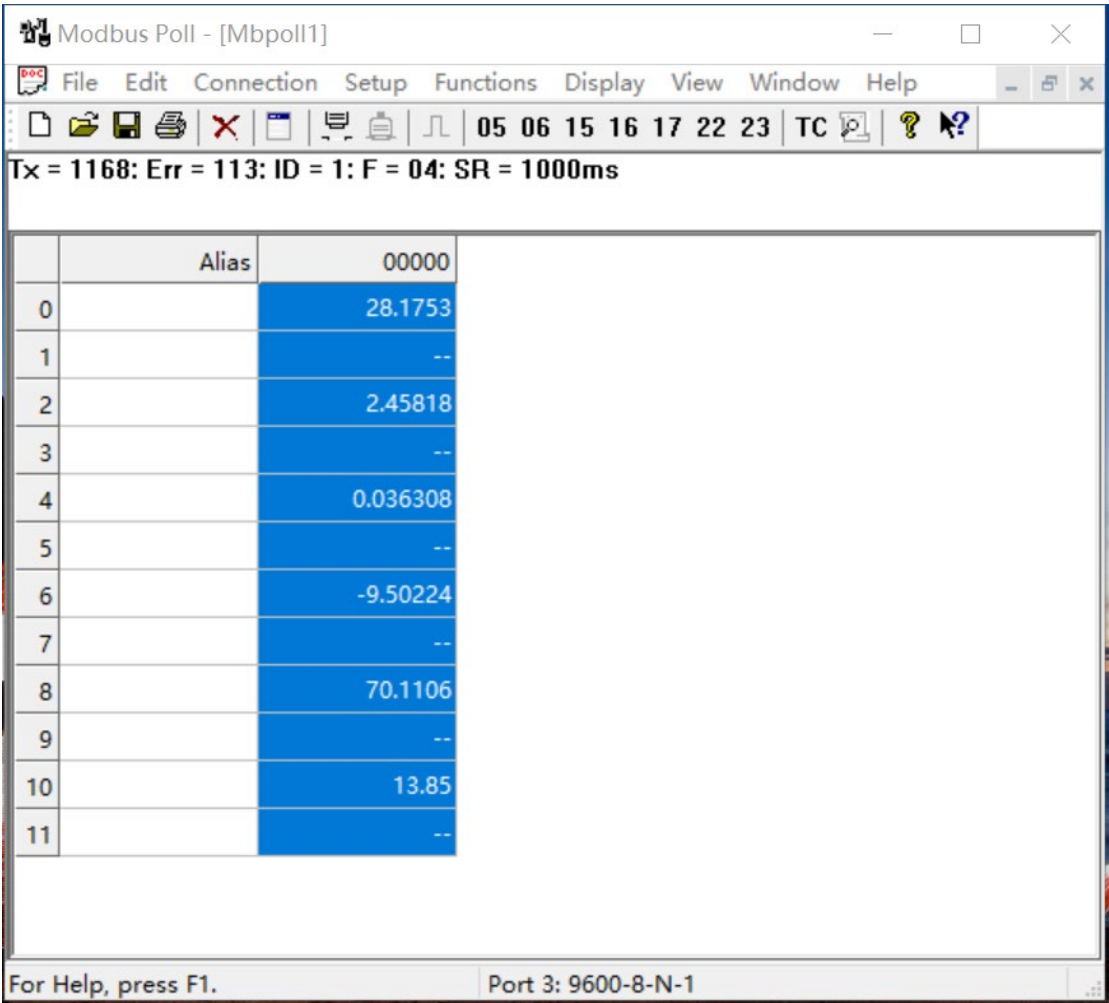 Modbus Poll - [Mbpoll1]
DOC File Edit Connection Setup Functions Display View Window Help
05 06 15 16 17 22 23 TC
Tx = 1168: Err = 113: ID = 1: F = 04: SR = 1000ms
Alias 00000
0 28.1753
1 --
2 2.45818
3 --
4 0.036308
5 --
6 -9.50224
7 --
8 70.1106
9 --
10 13.85
11 --
For Help, press F1. Port 3: 9600-8-N-1